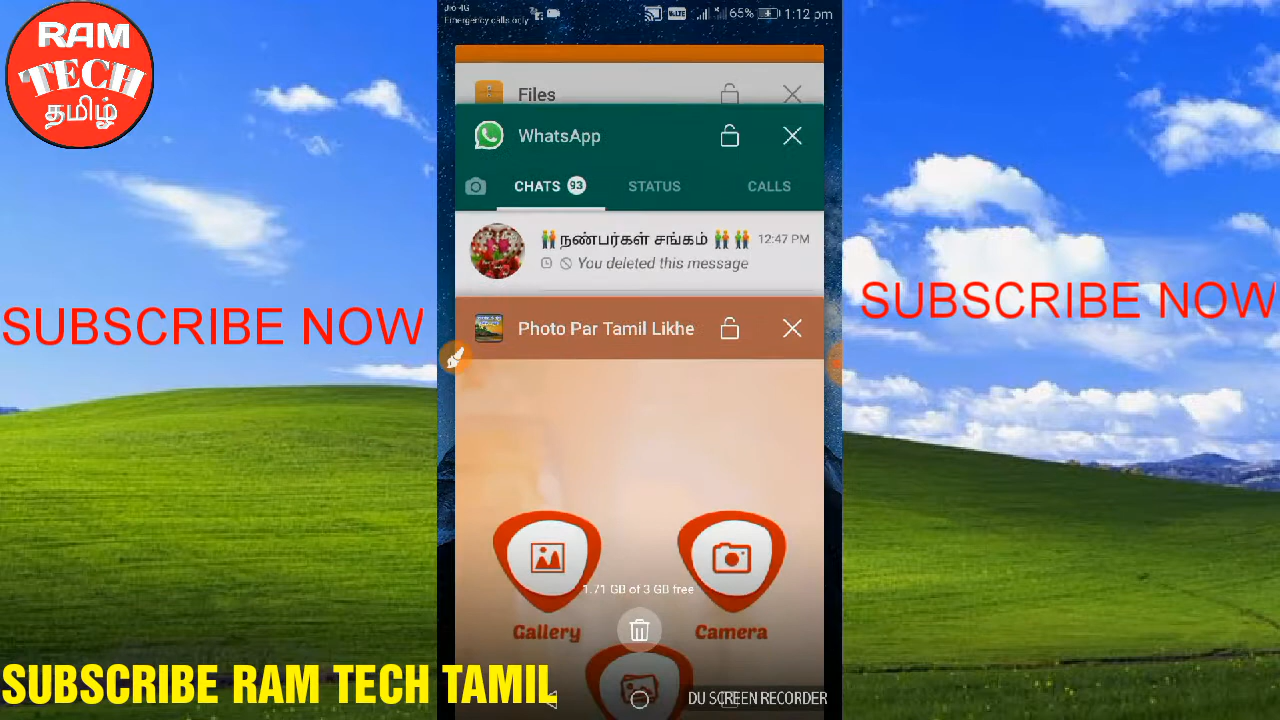 RAM
TECH
தமிழ்
Jio 4G
Emergency calls only
VoLTE
65%
1:12 pm
Files
WhatsApp
CHATS 93
STATUS
CALLS
நண்பர்கள் சங்கம்
12:47 PM
You deleted this message
SUBSCRIBE NOW
SUBSCRIBE NOW
Photo Par Tamil Likhe
1.71 GB of 3 GB free
Gallery
Camera
SUBSCRIBE RAM TECH TAMIL
DU SCREEN RECORDER